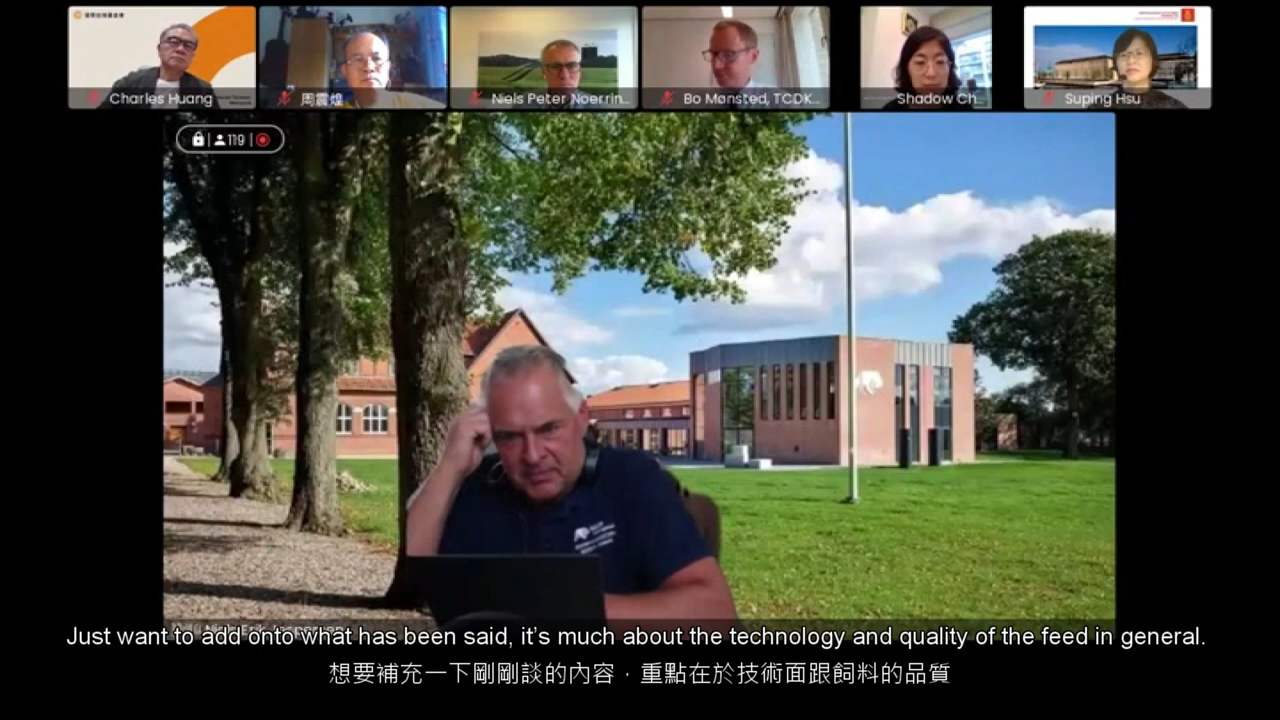 Charles Huang
周震煌
Niels Peter Noerrin...
Bo Mønsted, TCDK...
Shadow Ch...
Suping Hsu
119
Just want to add onto what has been said, it's much about the technology and quality of the feed in general.
想要補充一下剛剛談的內容，重點在於技術面跟飼料的品質